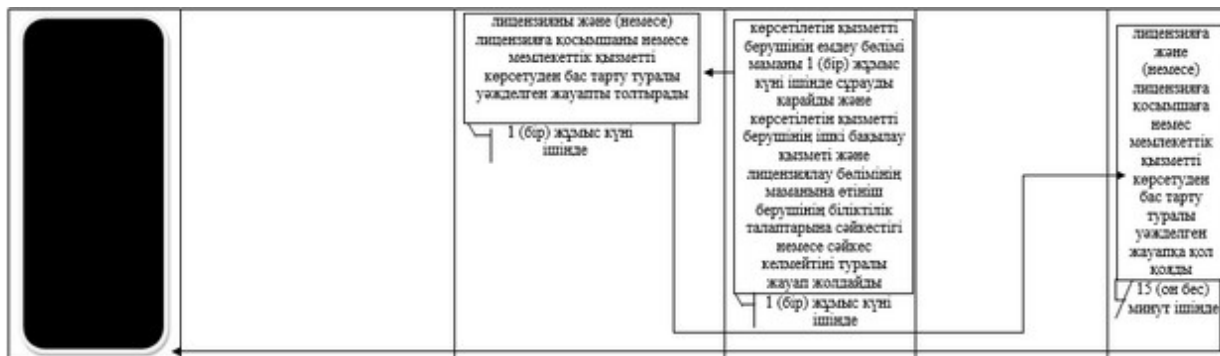 лицензияны және (немесе)
лицензияға қосымшаны немесе
мемлекеттік қызметті
көрсетуден бас тарту туралы
уәжделген жауапты толтырады
1 (бір) жұмыс күні
ішінде
көрсетілетін қызметті
берушінің емдеу бөлімі
маманы 1 (бір) жұмыс
күні ішінде сұрауды
қарайды және
көрсетілетін қызметті
берушінің ішкі бақылау
қызметі және
лицензиялау бөлімінің
маманына өтініш
берушінің біліктілік
талаптарына сәйкестігі
немесе сәйкес
келмейтіні туралы
жауап жолдайды
1 (бір) жұмыс күні
ішінде
лицензияға
және
(немесе)
лицензияға
қосымшаға
немес
мемлекеттік
қызметті
көрсетуден
бас тарту
туралы
уәжделген
жауапқа қол
қояды
15 (он бес)
минут ішінде